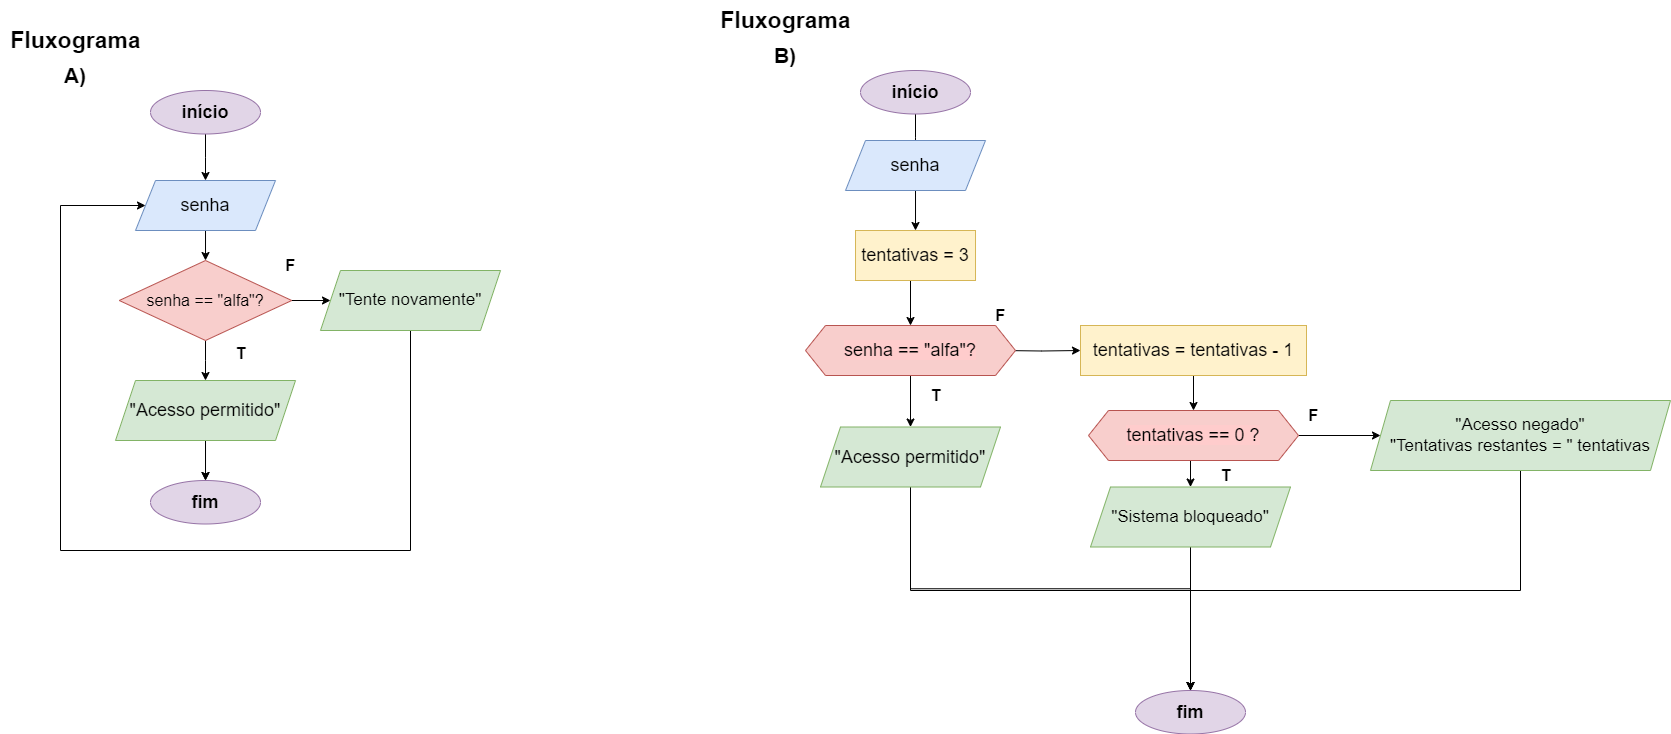 Fluxograma
A)
início
senha
senha == "alfa"?
F
"Tente novamente"
T
"Acesso permitido"
fim
Fluxograma
B)
início
senha
tentativas = 3
senha == "alfa"?
F
tentativas = tentativas - 1
T
"Acesso permitido"
tentativas == 0 ?
F
"Acesso negado"
"Tentativas restantes = " tentativas
T
"Sistema bloqueado"
fim